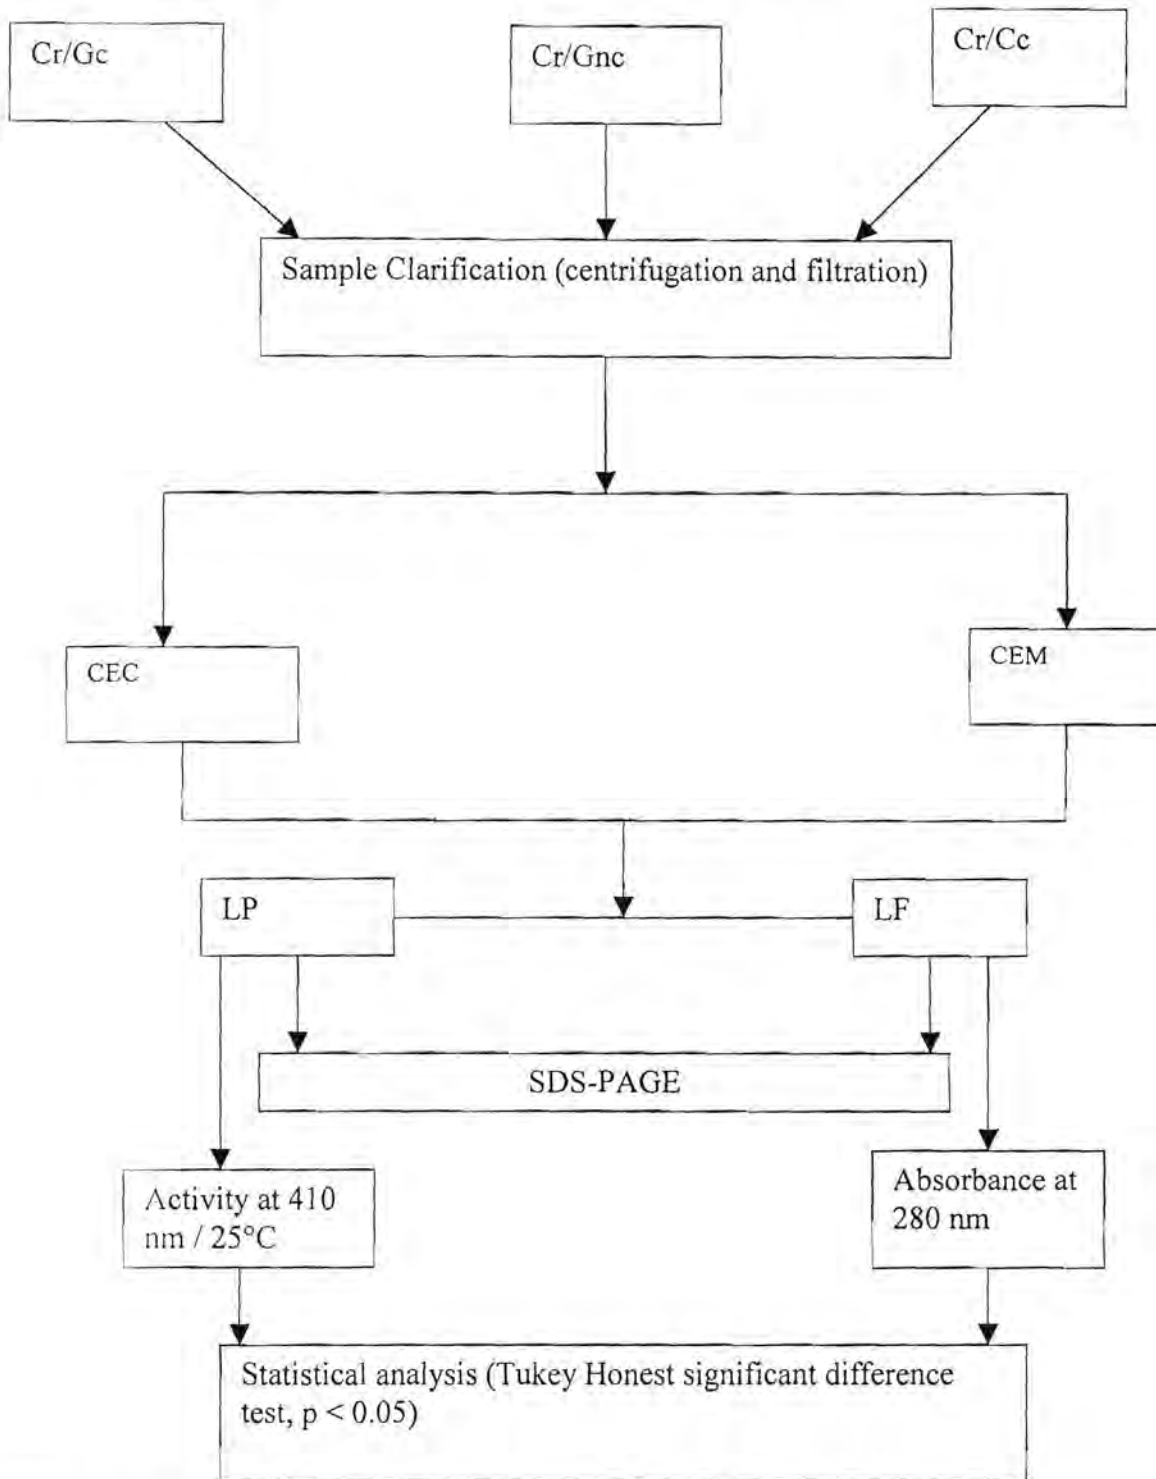 Cr/Gc
Cr/Gnc
Cr/Cc
Sample Clarification (centrifugation and filtration)
CEC
CEM
LP
LF
SDS-PAGE
Activity at 410
nm / 25°C
Absorbance at
280 nm
Statistical analysis (Tukey Honest significant difference
test, p < 0.05)